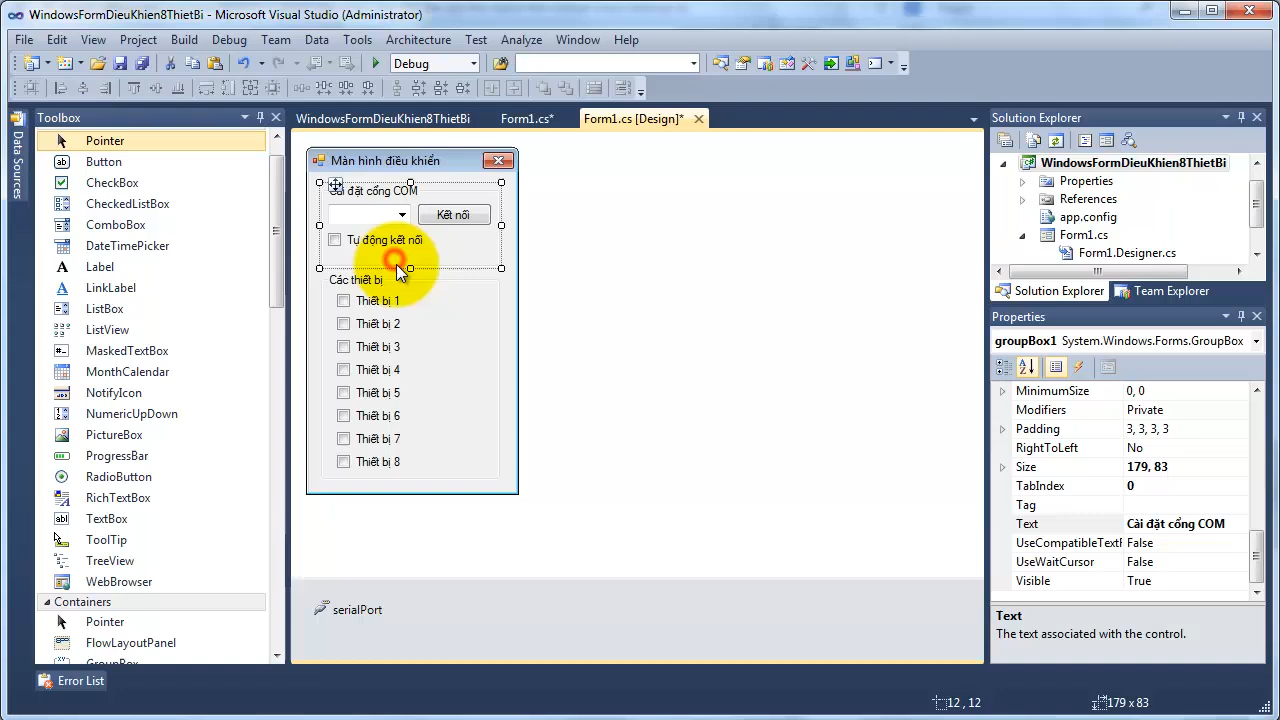 WindowsFormDieuKhien8ThietBi - Microsoft Visual Studio (Administrator)
File Edit View Project Build Debug Team Data Tools Architecture Test Analyze Window Help
Debug
Data Sources
Toolbox
Pointer
Button
CheckBox
CheckedListBox
ComboBox
DateTimePicker
Label
LinkLabel
ListBox
ListView
MaskedTextBox
MonthCalendar
NotifyIcon
NumericUpDown
PictureBox
ProgressBar
RadioButton
RichTextBox
TextBox
ToolTip
TreeView
WebBrowser
Containers
Pointer
FlowLayoutPanel
GroupBox
WindowsFormDieuKhien8ThietBi Form1.cs* Form1.cs [Design]*
Màn hình điều khiển
đặt cổng COM
Kết nối
Tự động kết nối
Các thiết bị
Thiết bị 1
Thiết bị 2
Thiết bị 3
Thiết bị 4
Thiết bị 5
Thiết bị 6
Thiết bị 7
Thiết bị 8
serialPort
Solution Explorer
WindowsFormDieuKhien8ThietBi
Properties
References
app.config
Form1.cs
Form1.Designer.cs
Solution Explorer Team Explorer
Properties
groupBox1 System.Windows.Forms.GroupBox
MinimumSize 0, 0
Modifiers Private
Padding 3, 3, 3, 3
RightToLeft No
Size 179, 83
TabIndex 0
Tag
Text Cài đặt cổng COM
UseCompatibleTextF False
UseWaitCursor False
Visible True
Text
The text associated with the control.
Error List
12 , 12 179 x 83